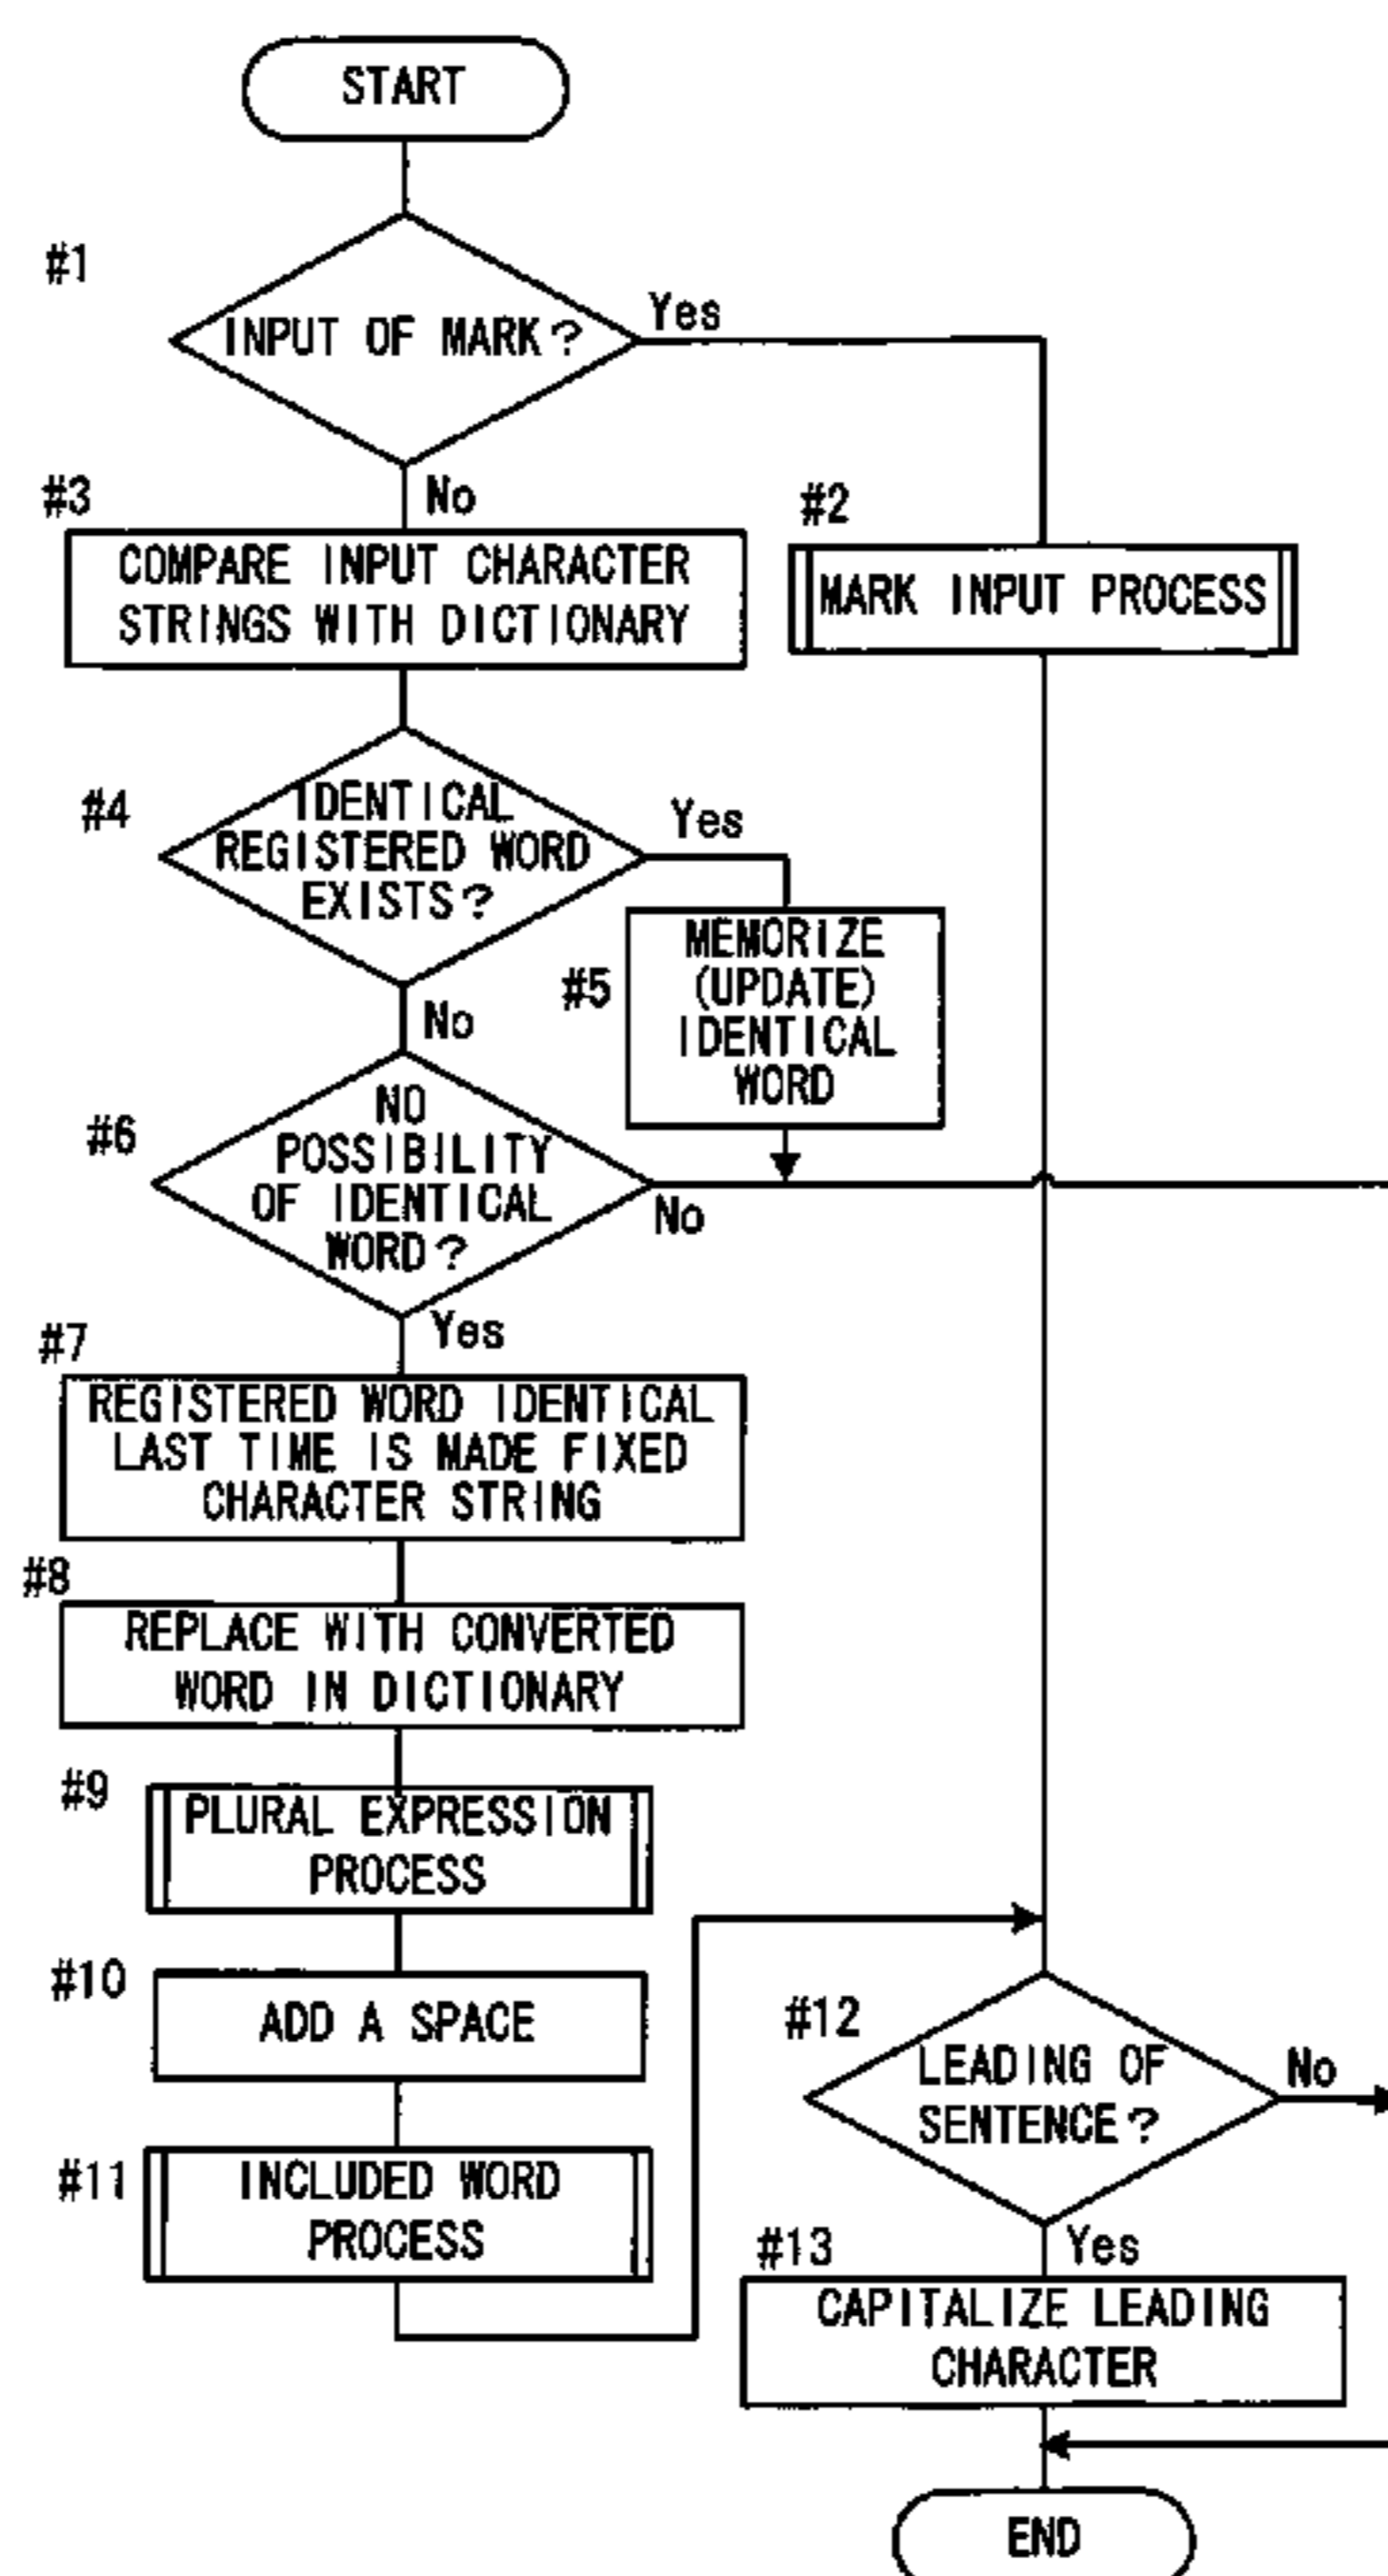 START
#1
INPUT OF MARK?
Yes
No
#3
COMPARE INPUT CHARACTER
STRINGS WITH DICTIONARY
#2
MARK INPUT PROCESS
#4
IDENTICAL
REGISTERED WORD
EXISTS?
Yes
No
#5
MEMORIZE
(UPDATE)
IDENTICAL
WORD
#6
NO
POSSIBILITY
OF IDENTICAL
WORD?
No
Yes
#7
REGISTERED WORD IDENTICAL
LAST TIME IS MADE FIXED
CHARACTER STRING
#8
REPLACE WITH CONVERTED
WORD IN DICTIONARY
#9
PLURAL EXPRESSION
PROCESS
#10
ADD A SPACE
#11
INCLUDED WORD
PROCESS
#12
LEADING OF
SENTENCE?
No
Yes
#13
CAPITALIZE LEADING
CHARACTER
END